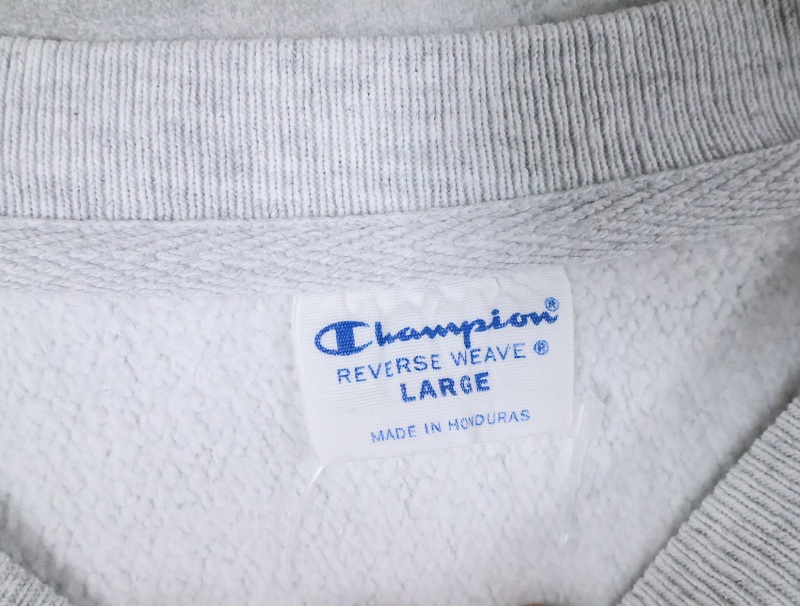 Champion®
REVERSE WEAVE ®
LARGE
MADE IN HONDURAS